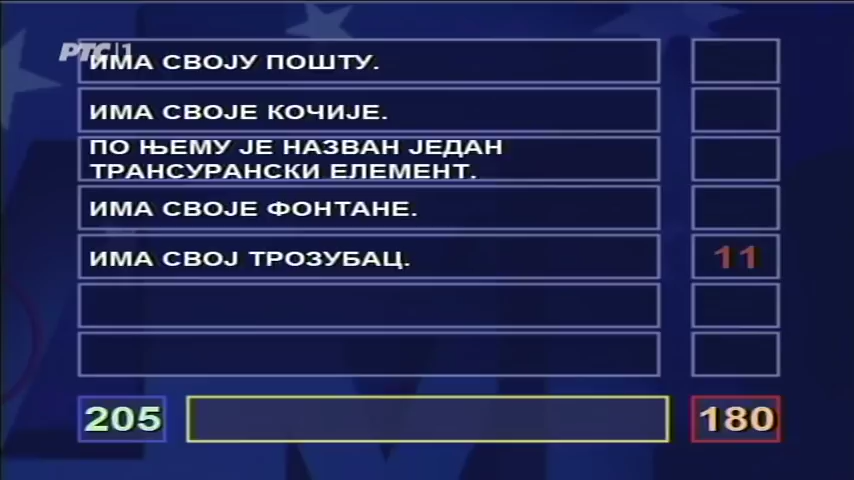 РТС|1
ИМА СВОЈУ ПОШТУ.
ИМА СВОЈЕ КОЧИЈЕ.
ПО ЊЕМУ ЈЕ НАЗВАН ЈЕДАН
ТРАНСУРАНСКИ ЕЛЕМЕНТ.
ИМА СВОЈЕ ФОНТАНЕ.
ИМА СВОЈ ТРОЗУБАЦ. 11
205 180